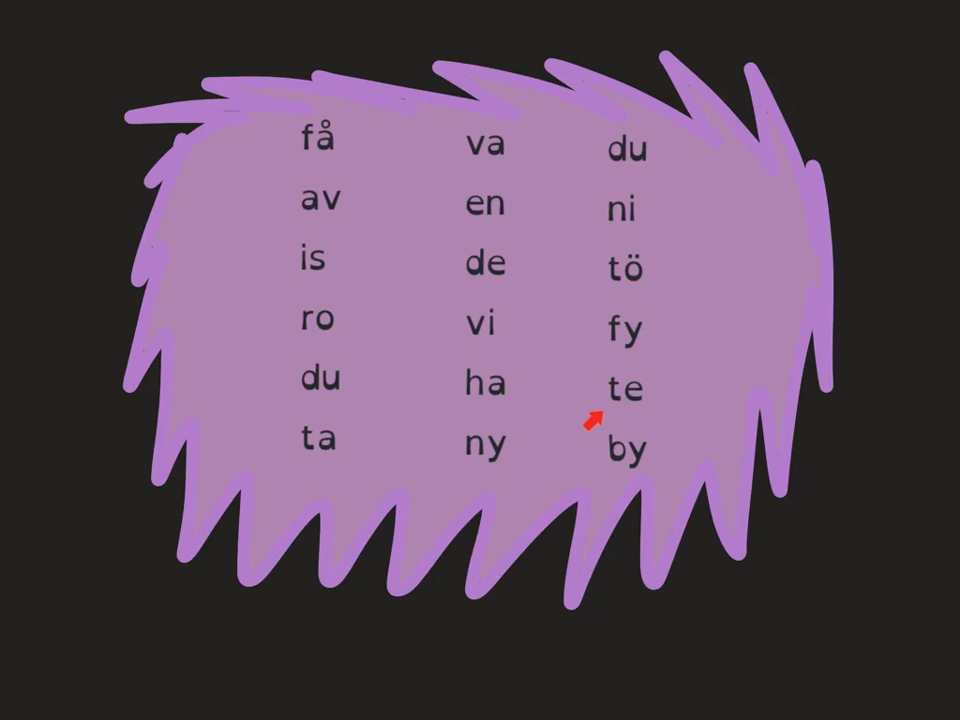 få va du
av en ni
is de tö
ro vi fy
du ha te
ta ny by